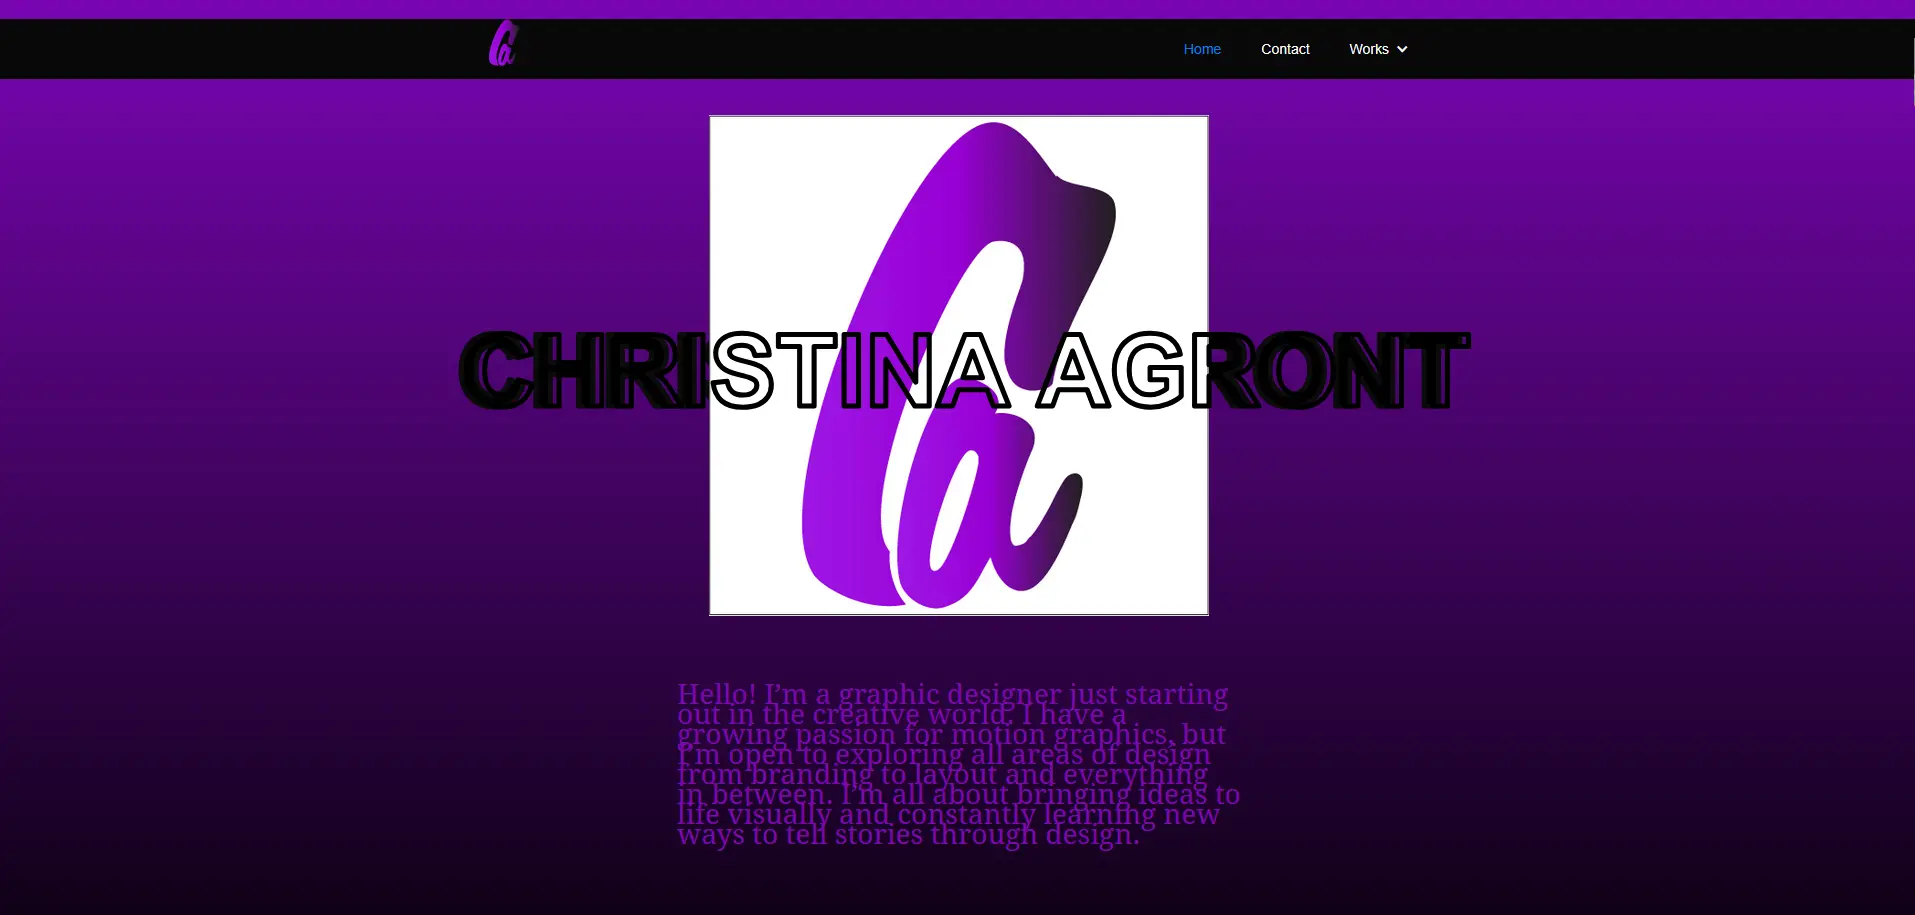 Ca
Home
Contact
Works
Ca
CHRISTINA AGRONT
Hello! I’m a graphic designer just starting
out in the creative world. I have a
growing passion for motion graphics, but
I’m open to exploring all areas of design
from branding to layout and everything
in between. I’m all about bringing ideas to
life visually and constantly learning new
ways to tell stories through design.